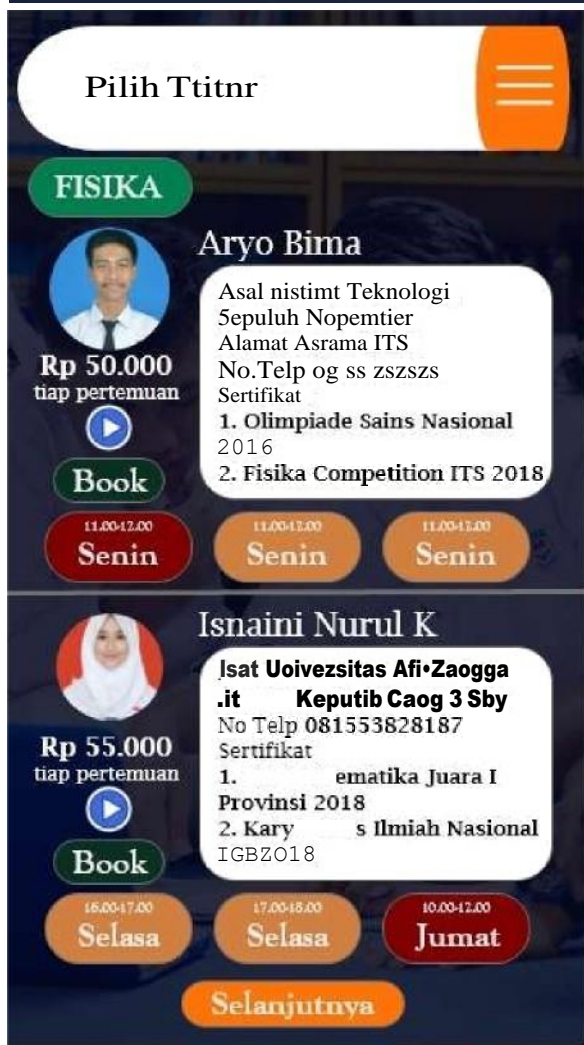 Pilih Ttitnr
FISIKA
Aryo Bima
Asal nistimt Teknologi
5epuluh Nopemtier
Alamat Asrama ITS
No.Telp og ss zszszs
Sertifikat
1. Olimpiade Sains Nasional
2016
2. Fisika Competition ITS 2018
Rp 50.000
tiap pertemuan
Book
11.00-12.00
Senin
11.00-12.00
Senin
11.00-12.00
Senin
Isnaini Nurul K
Isat Uoivezsitas Afi•Zaogga
.it Keputib Caog 3 Sby
No Telp 081553828187
Sertifikat
1. ematika Juara I
Provinsi 2018
2. Kary s Ilmiah Nasional
IGBZO18
Rp 55.000
tiap pertemuan
Book
16.00-17.00
Selasa
17.00-18.00
Selasa
10.00-12.00
Jumat
Selanjutnya